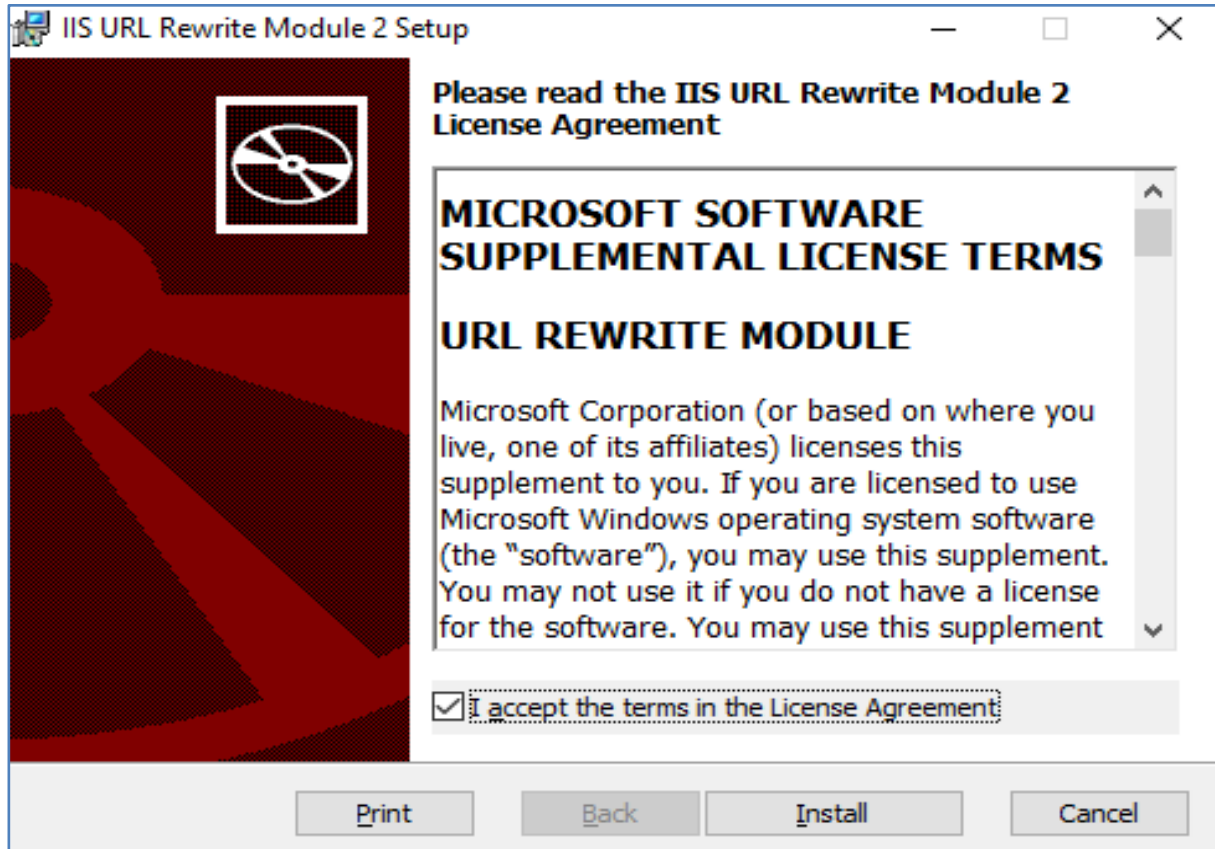 IIS URL Rewrite Module 2 Setup
Please read the IIS URL Rewrite Module 2
License Agreement
MICROSOFT SOFTWARE
SUPPLEMENTAL LICENSE TERMS
URL REWRITE MODULE
Microsoft Corporation (or based on where you
live, one of its affiliates) licenses this
supplement to you. If you are licensed to use
Microsoft Windows operating system software
(the “software”), you may use this supplement.
You may not use it if you do not have a license
for the software. You may use this supplement
I accept the terms in the License Agreement
Print
Back
Install
Cancel